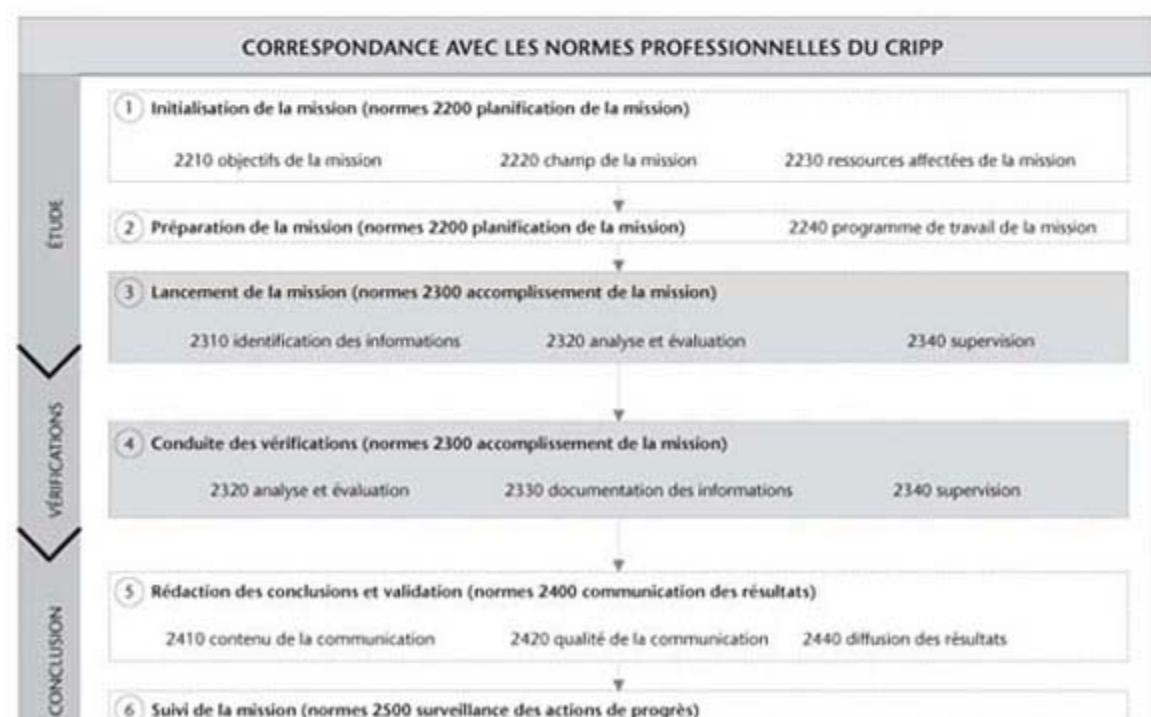 CORRESPONDANCE AVEC LES NORMES PROFESSIONNELLES DU CRIPP
ÉTUDE
1 Initialisation de la mission (normes 2200 planification de la mission)
2210 objectifs de la mission 2220 champ de la mission 2230 ressources affectées de la mission
2 Préparation de la mission (normes 2200 planification de la mission) 2240 programme de travail de la mission
3 Lancement de la mission (normes 2300 accomplissement de la mission)
2310 identification des informations 2320 analyse et évaluation 2340 supervision
VÉRIFICATIONS
4 Conduite des vérifications (normes 2300 accomplissement de la mission)
2320 analyse et évaluation 2330 documentation des informations 2340 supervision
CONCLUSION
5 Rédaction des conclusions et validation (normes 2400 communication des résultats)
2410 contenu de la communication 2420 qualité de la communication 2440 diffusion des résultats
6 Suivi de la mission (normes 2500 surveillance des actions de progrès)